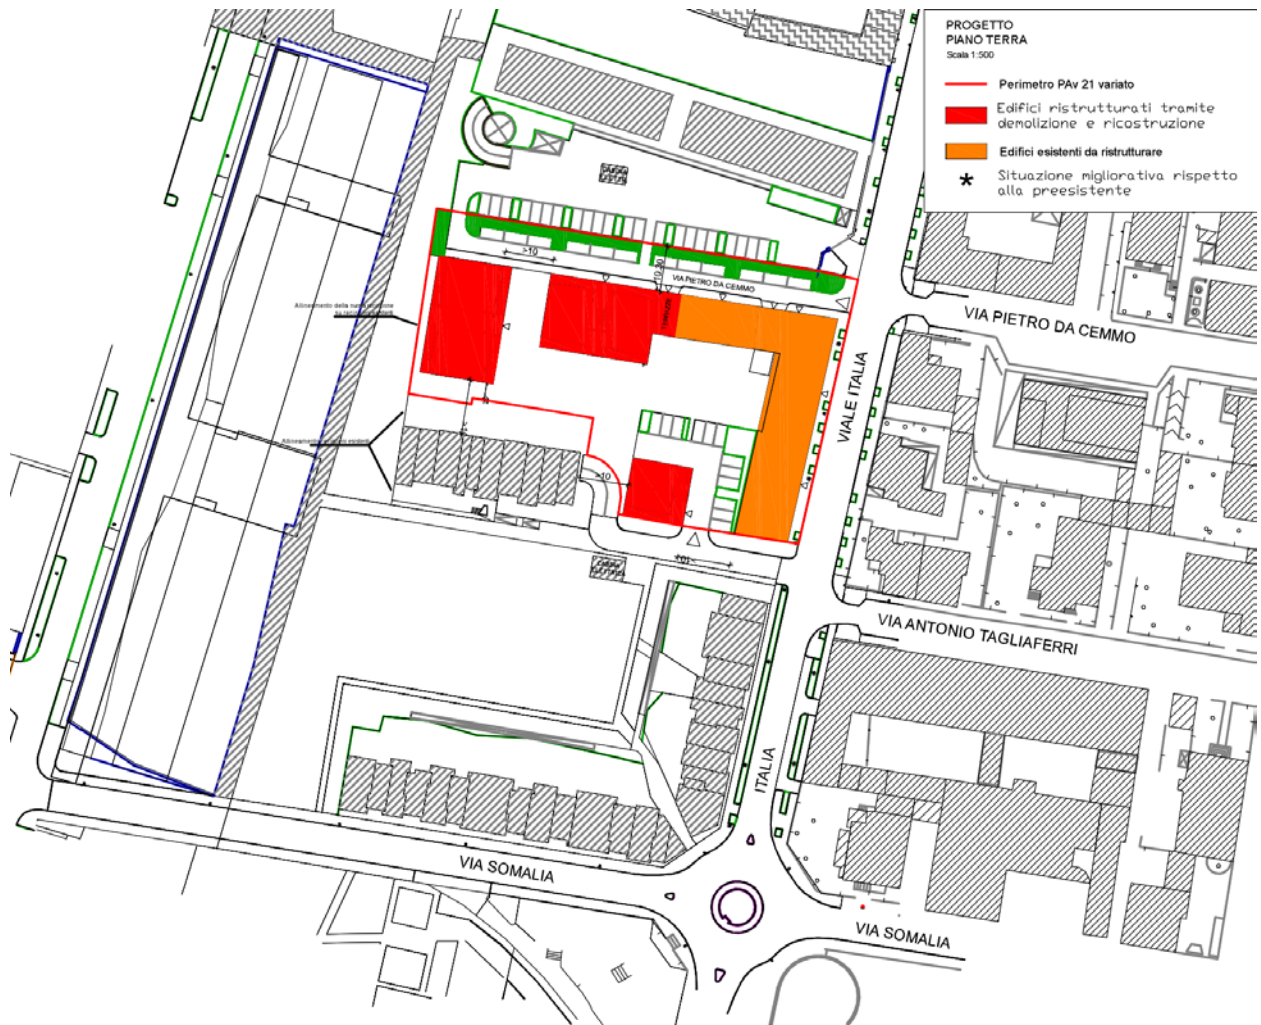 PROGETTO
PIANO TERRA
Scala 1:500
Perimetro PAv 21 variato
Edifici ristrutturati tramite
demolizione e ricostruzione
Edifici esistenti da ristrutturare
* Situazione migliorativa rispetto
alla preesistente
>10
VIA PIETRO DA CEMMO
VIA PIETRO DA CEMMO
VIALE ITALIA
>10
VIA ANTONIO TAGLIAFERRI
ITALIA
VIA SOMALIA
VIA SOMALIA